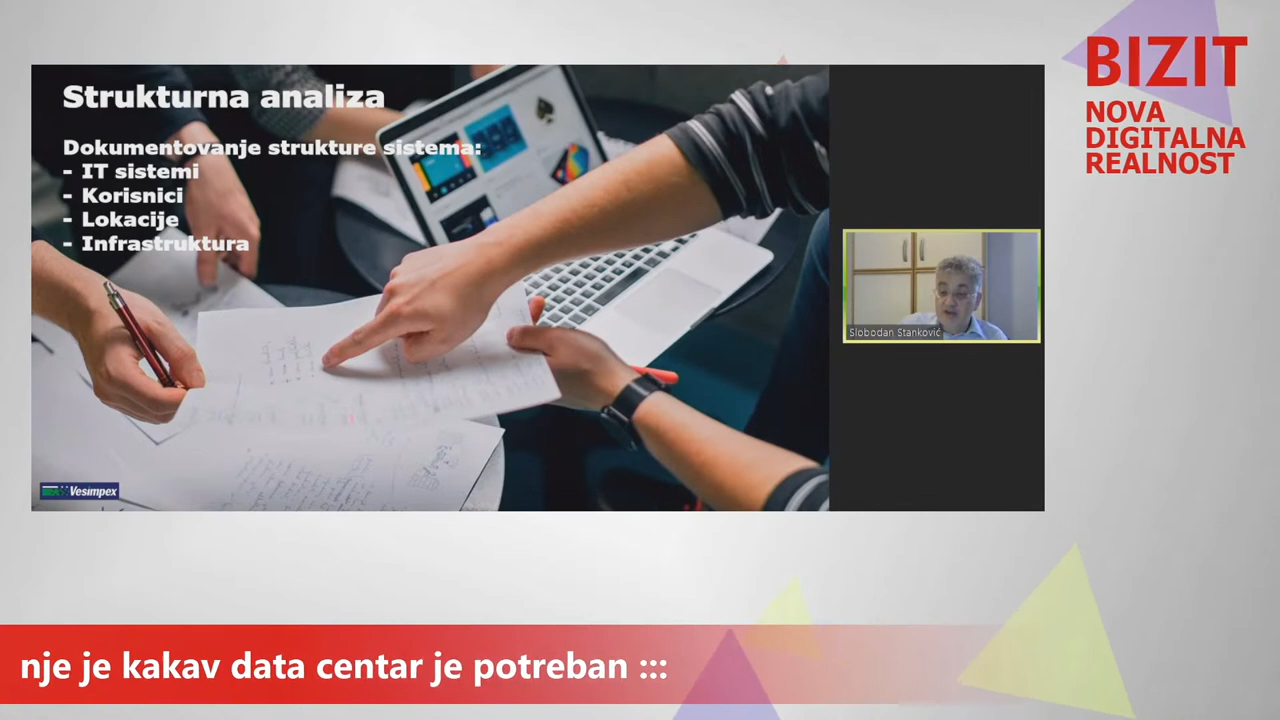 Strukturna analiza
Dokumentovanje strukture sistema:
- IT sistemi
- Korisnici
- Lokacije
- Infrastruktura
Vesimpex
Slobodan Stanković
BIZIT
NOVA
DIGITALNA
REALNOST
nje je kakav data centar je potreban :::